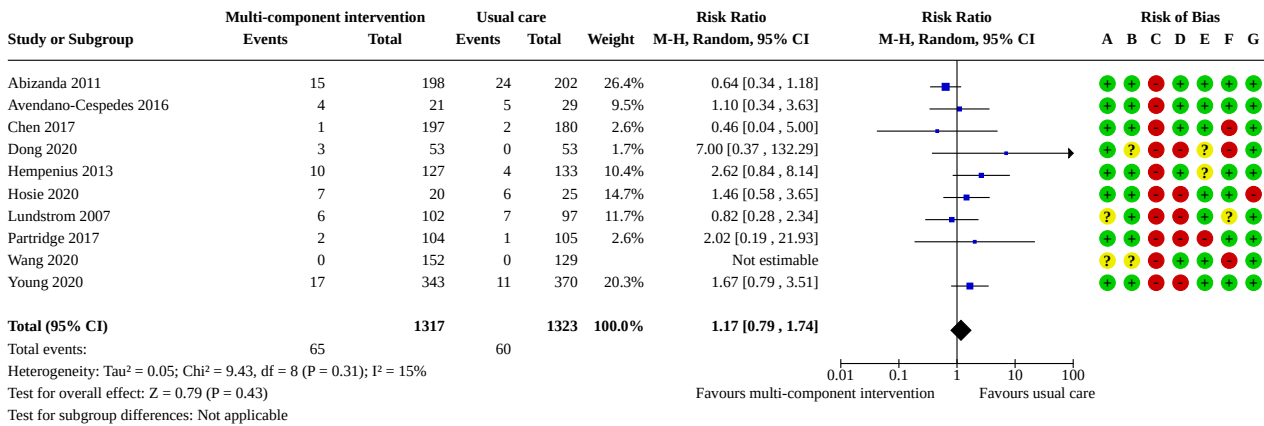 Multi-component intervention Usual care Risk Ratio Risk Ratio Risk of Bias
Study or Subgroup Events Total Events Total Weight M-H, Random, 95% CI M-H, Random, 95% CI A B C D E F G
Abizanda 2011 15 198 24 202 26.4% 0.64 [0.34 , 1.18] + + - + + + +
Avendano-Cespedes 2016 4 21 5 29 9.5% 1.10 [0.34 , 3.63] + + - + + + +
Chen 2017 1 197 2 180 2.6% 0.46 [0.04 , 5.00] + + - + + - +
Dong 2020 3 53 0 53 1.7% 7.00 [0.37 , 132.29] + ? - - ? - +
Hempenius 2013 10 127 4 133 10.4% 2.62 [0.84 , 8.14] + + - + ? + +
Hosie 2020 7 20 6 25 14.7% 1.46 [0.58 , 3.65] + + - - + + -
Lundstrom 2007 6 102 7 97 11.7% 0.82 [0.28 , 2.34] ? + - - + ? +
Partridge 2017 2 104 1 105 2.6% 2.02 [0.19 , 21.93] + + - - - + +
Wang 2020 0 152 0 129 Not estimable ? ? - + + - +
Young 2020 17 343 11 370 20.3% 1.67 [0.79 , 3.51] + + - - + + +
Total (95% CI) 1317 1323 100.0% 1.17 [0.79 , 1.74]
Total events: 65 60
Heterogeneity: Tau² = 0.05; Chi² = 9.43, df = 8 (P = 0.31); I² = 15%
0.01 0.1 1 10 100
Test for overall effect: Z = 0.79 (P = 0.43)
Favours multi-component intervention Favours usual care
Test for subgroup differences: Not applicable